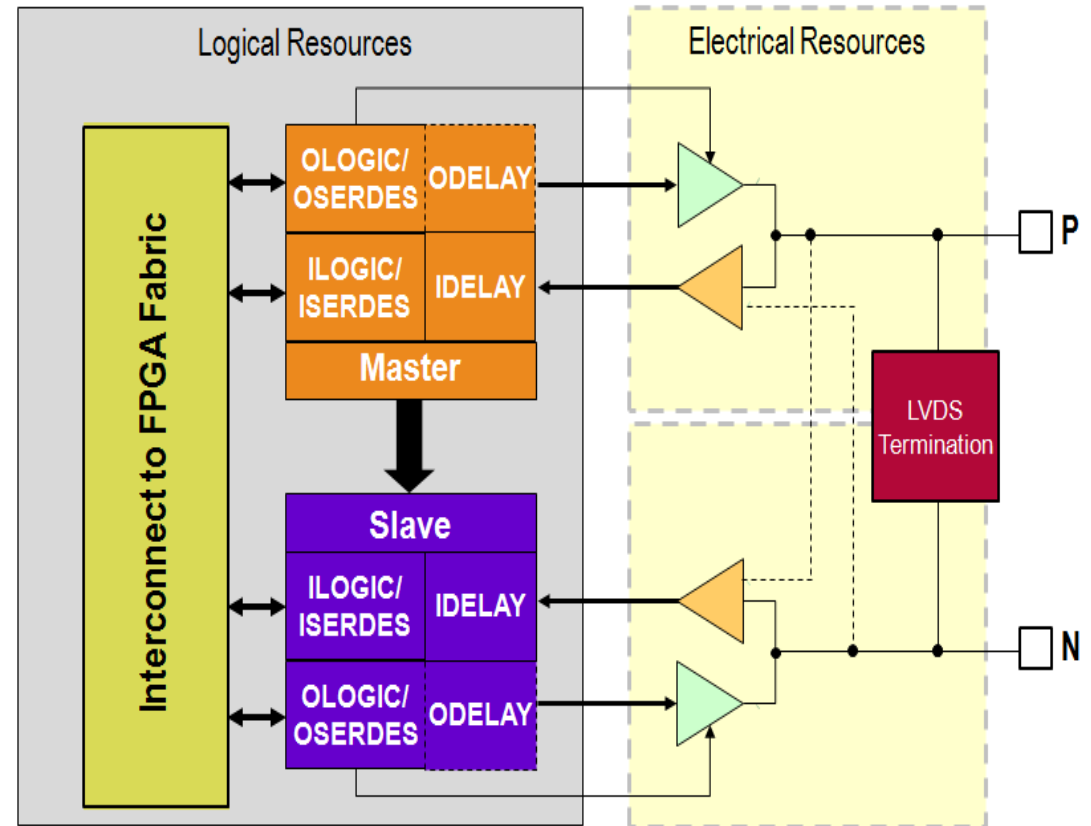 Logical Resources
Electrical Resources
Interconnect to FPGA Fabric
OLOGIC/
OSERDES
ODELAY
ILOGIC/
ISERDES
IDELAY
Master
P
LVDS
Termination
Slave
ILOGIC/
ISERDES
IDELAY
OLOGIC/
OSERDES
ODELAY
N